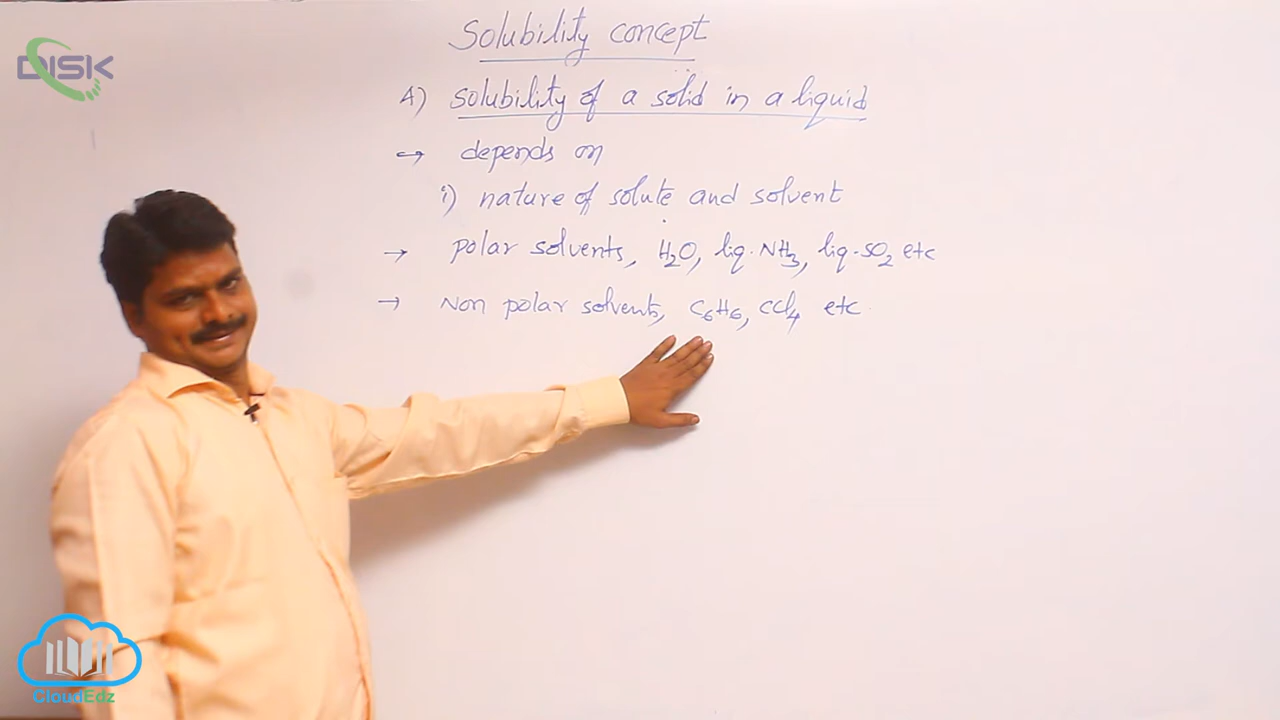 DISK
Solubility concept
A) solubility of a solid in a liquid
→ depends on
i) nature of solute and solvent
→ polar solvents, H₂O, liq. NH₃, liq. SO₂ etc
→ Non polar solvents, C₆H₆, CCl₄ etc.
CloudEdz